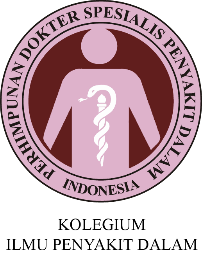 PERHIMPUNAN DOKTER SPESIALIS PENYAKIT DALAM
INDONESIA
KOLEGIUM
ILMU PENYAKIT DALAM